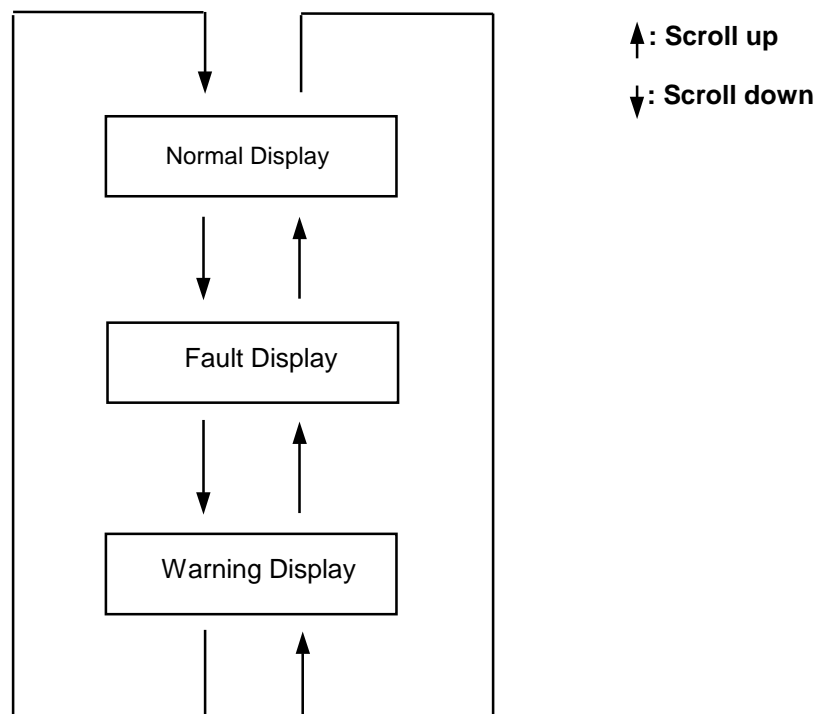 : Scroll up
: Scroll down
Normal Display
Fault Display
Warning Display